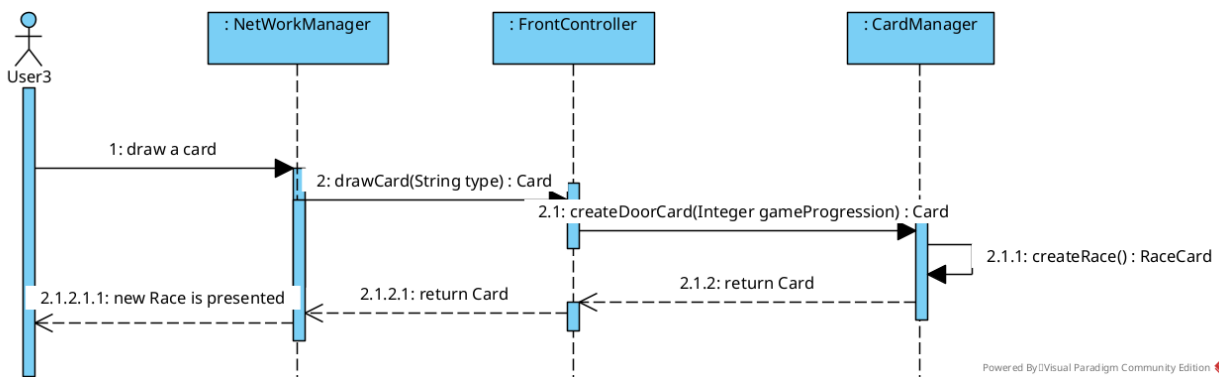 : NetWorkManager
: FrontController
: CardManager
User3
1: draw a card
2: drawCard(String type) : Card
2.1: createDoorCard(Integer gameProgression) : Card
2.1.1: createRace() : RaceCard
2.1.2: return Card
2.1.2.1: return Card
2.1.2.1.1: new Race is presented
Powered By Visual Paradigm Community Edition